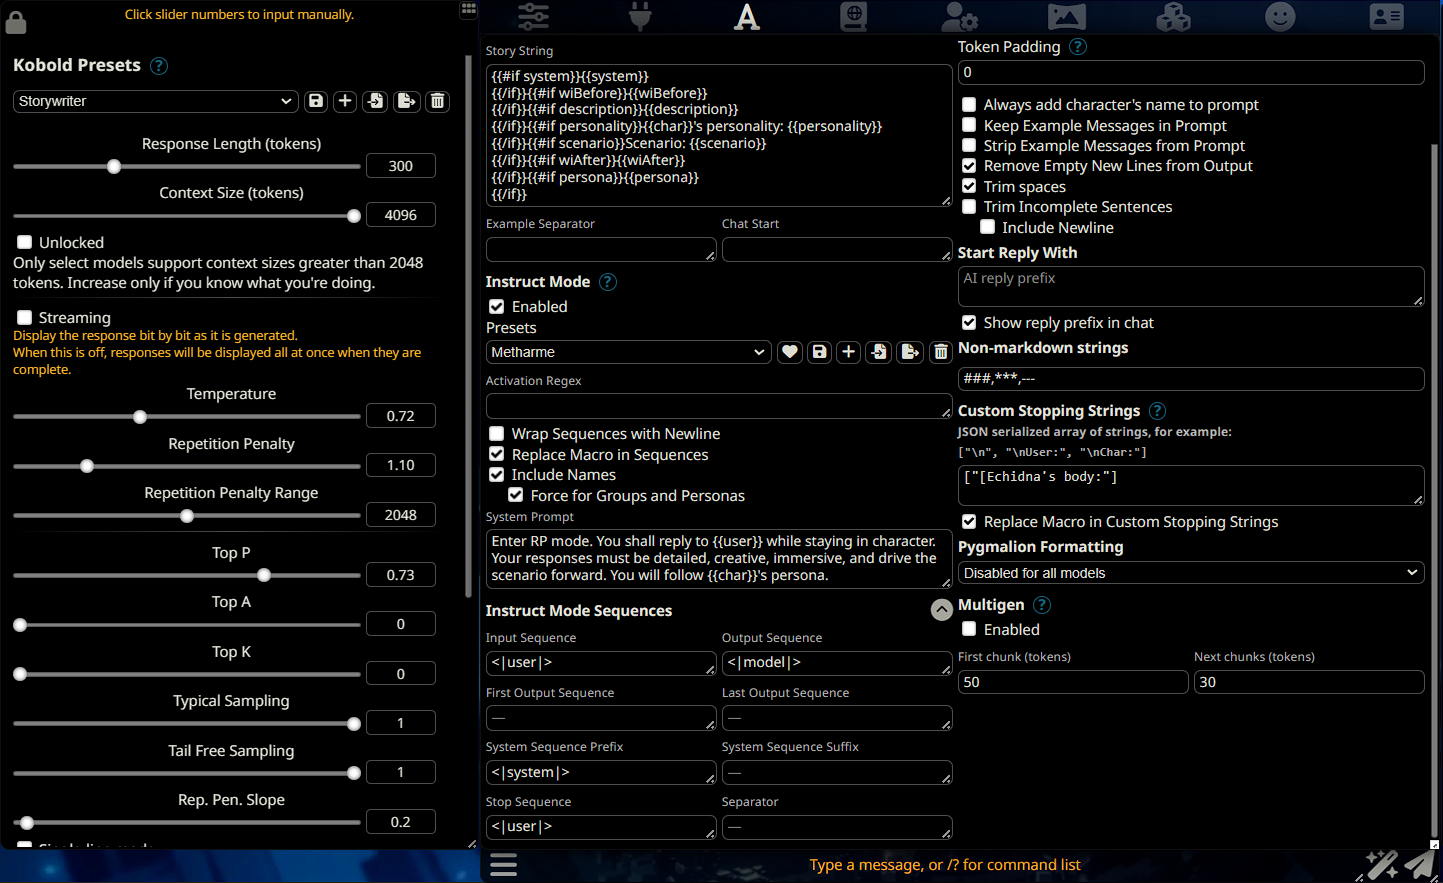 Click slider numbers to input manually.
Kobold Presets ?
Storywriter
Response Length (tokens)
300
Context Size (tokens)
4096
Unlocked
Only select models support context sizes greater than 2048
tokens. Increase only if you know what you're doing.
Streaming
Display the response bit by bit as it is generated.
When this is off, responses will be displayed all at once when they are
complete.
Temperature
0.72
Repetition Penalty
1.10
Repetition Penalty Range
2048
Top P
0.73
Top A
0
Top K
0
Typical Sampling
1
Tail Free Sampling
1
Rep. Pen. Slope
0.2
A
Story String
{{#if system}}{{system}}
{{/if}}{{#if wiBefore}}{{wiBefore}}
{{/if}}{{#if description}}{{description}}
{{/if}}{{#if personality}}{{char}}'s personality: {{personality}}
{{/if}}{{#if scenario}}Scenario: {{scenario}}
{{/if}}{{#if wiAfter}}{{wiAfter}}
{{/if}}{{#if persona}}{{persona}}
{{/if}}
Example Separator
Chat Start
Instruct Mode ?
Enabled
Presets
Metharme
Activation Regex
Wrap Sequences with Newline
Replace Macro in Sequences
Include Names
Force for Groups and Personas
System Prompt
Enter RP mode. You shall reply to {{user}} while staying in character.
Your responses must be detailed, creative, immersive, and drive the
scenario forward. You will follow {{char}}'s persona.
Instruct Mode Sequences
Input Sequence
Output Sequence
<|user|>
<|model|>
First Output Sequence
Last Output Sequence
—
—
System Sequence Prefix
System Sequence Suffix
<|system|>
—
Stop Sequence
Separator
<|user|>
—
Token Padding ?
0
Always add character's name to prompt
Keep Example Messages in Prompt
Strip Example Messages from Prompt
Remove Empty New Lines from Output
Trim spaces
Trim Incomplete Sentences
Include Newline
Start Reply With
AI reply prefix
Show reply prefix in chat
Non-markdown strings
###,***,---
Custom Stopping Strings ?
JSON serialized array of strings, for example:
["\n", "\nUser:", "\nChar:"]
["[Echidna's body:"]
Replace Macro in Custom Stopping Strings
Pygmalion Formatting
Disabled for all models
Multigen ?
Enabled
First chunk (tokens)
Next chunks (tokens)
50
30
Type a message, or /? for command list